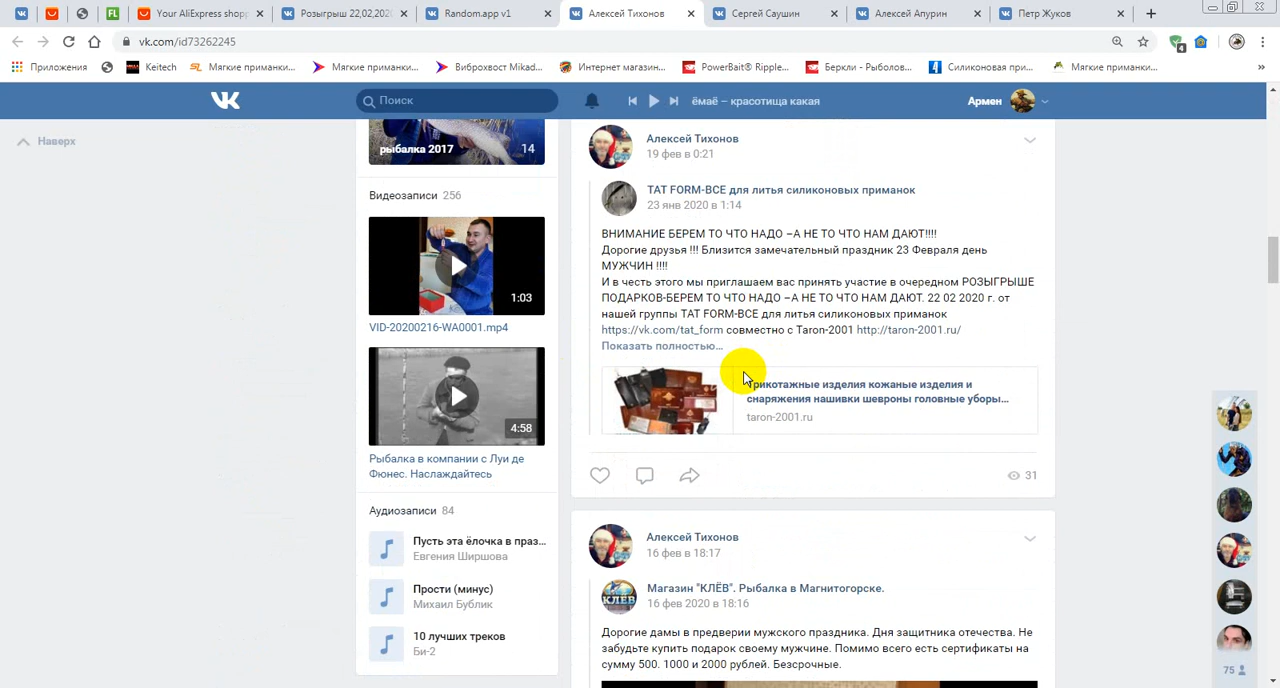 Your AliExpress shopp
Розыгрыш 22,02,2020
Random.app v1
Алексей Тихонов
Сергей Саушин
Алексей Апурин
Петр Жуков
vk.com/id73262245
4
Приложения
Keitech
Мягкие приманки...
Мягкие приманки...
Виброхвост Mikad...
Интернет магазин...
PowerBait® Ripple...
Беркли - Рыболов...
Силиконовая при...
Мягкие приманки...
Поиск
ёмаё – красотища какая
Армен
Наверх
рыбалка 2017 14
Видеозаписи 256
1:03
VID-20200216-WA0001.mp4
4:58
Рыбалка в компании с Луи де
Фюнес. Наслаждайтесь
Аудиозаписи 84
Пусть эта ёлочка в праз...
Евгения Ширшова
Прости (минус)
Михаил Бублик
10 лучших треков
Би-2
Алексей Тихонов
19 фев в 0:21
TAT FORM-ВСЕ для литья силиконовых приманок
23 янв 2020 в 1:14
ВНИМАНИЕ БЕРЕМ ТО ЧТО НАДО –А НЕ ТО ЧТО НАМ ДАЮТ!!!!
Дорогие друзья !!! Близится замечательный праздник 23 Февраля день
МУЖЧИН !!!!
И в честь этого мы приглашаем вас принять участие в очередном РОЗЫГРЫШЕ
ПОДАРКОВ-БЕРЕМ ТО ЧТО НАДО –А НЕ ТО ЧТО НАМ ДАЮТ. 22 02 2020 г. от
нашей группы TAT FORM-ВСЕ для литья силиконовых приманок
https://vk.com/tat_form совместно с Taron-2001 http://taron-2001.ru/
Показать полностью...
Трикотажные изделия кожаные изделия и
снаряжения нашивки шевроны головные уборы...
taron-2001.ru
31
Алексей Тихонов
16 фев в 18:17
КЛЁВ
Магазин "КЛЁВ". Рыбалка в Магнитогорске.
16 фев 2020 в 18:16
Дорогие дамы в предверии мужского праздника. Дня защитника отечества. Не
забудьте купить подарок своему мужчине. Помимо всего есть сертификаты на
сумму 500. 1000 и 2000 рублей. Безсрочные.
75